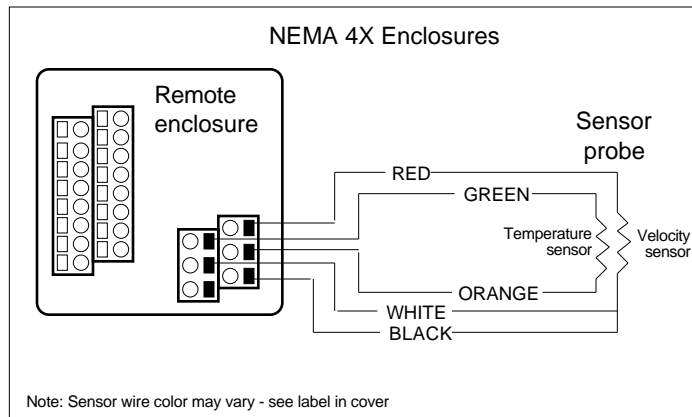 NEMA 4X Enclosures
Remote
enclosure
Sensor
probe
RED
GREEN
Temperature
sensor
Velocity
sensor
ORANGE
WHITE
BLACK
Note: Sensor wire color may vary - see label in cover